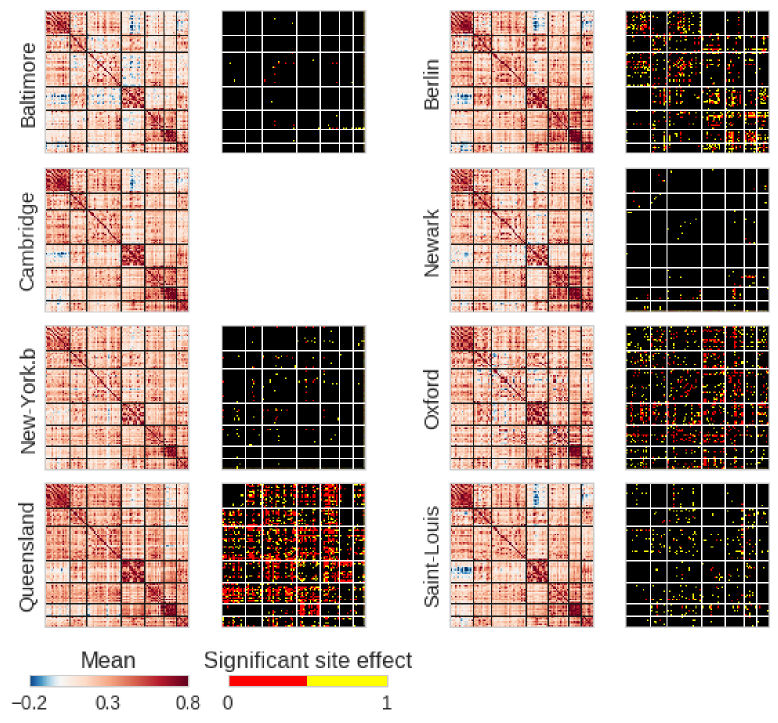 Baltimore
Berlin
Cambridge
Newark
New-York.b
Oxford
Queensland
Saint-Louis
Mean
Significant site effect
−0.2 0.3 0.8
0 1